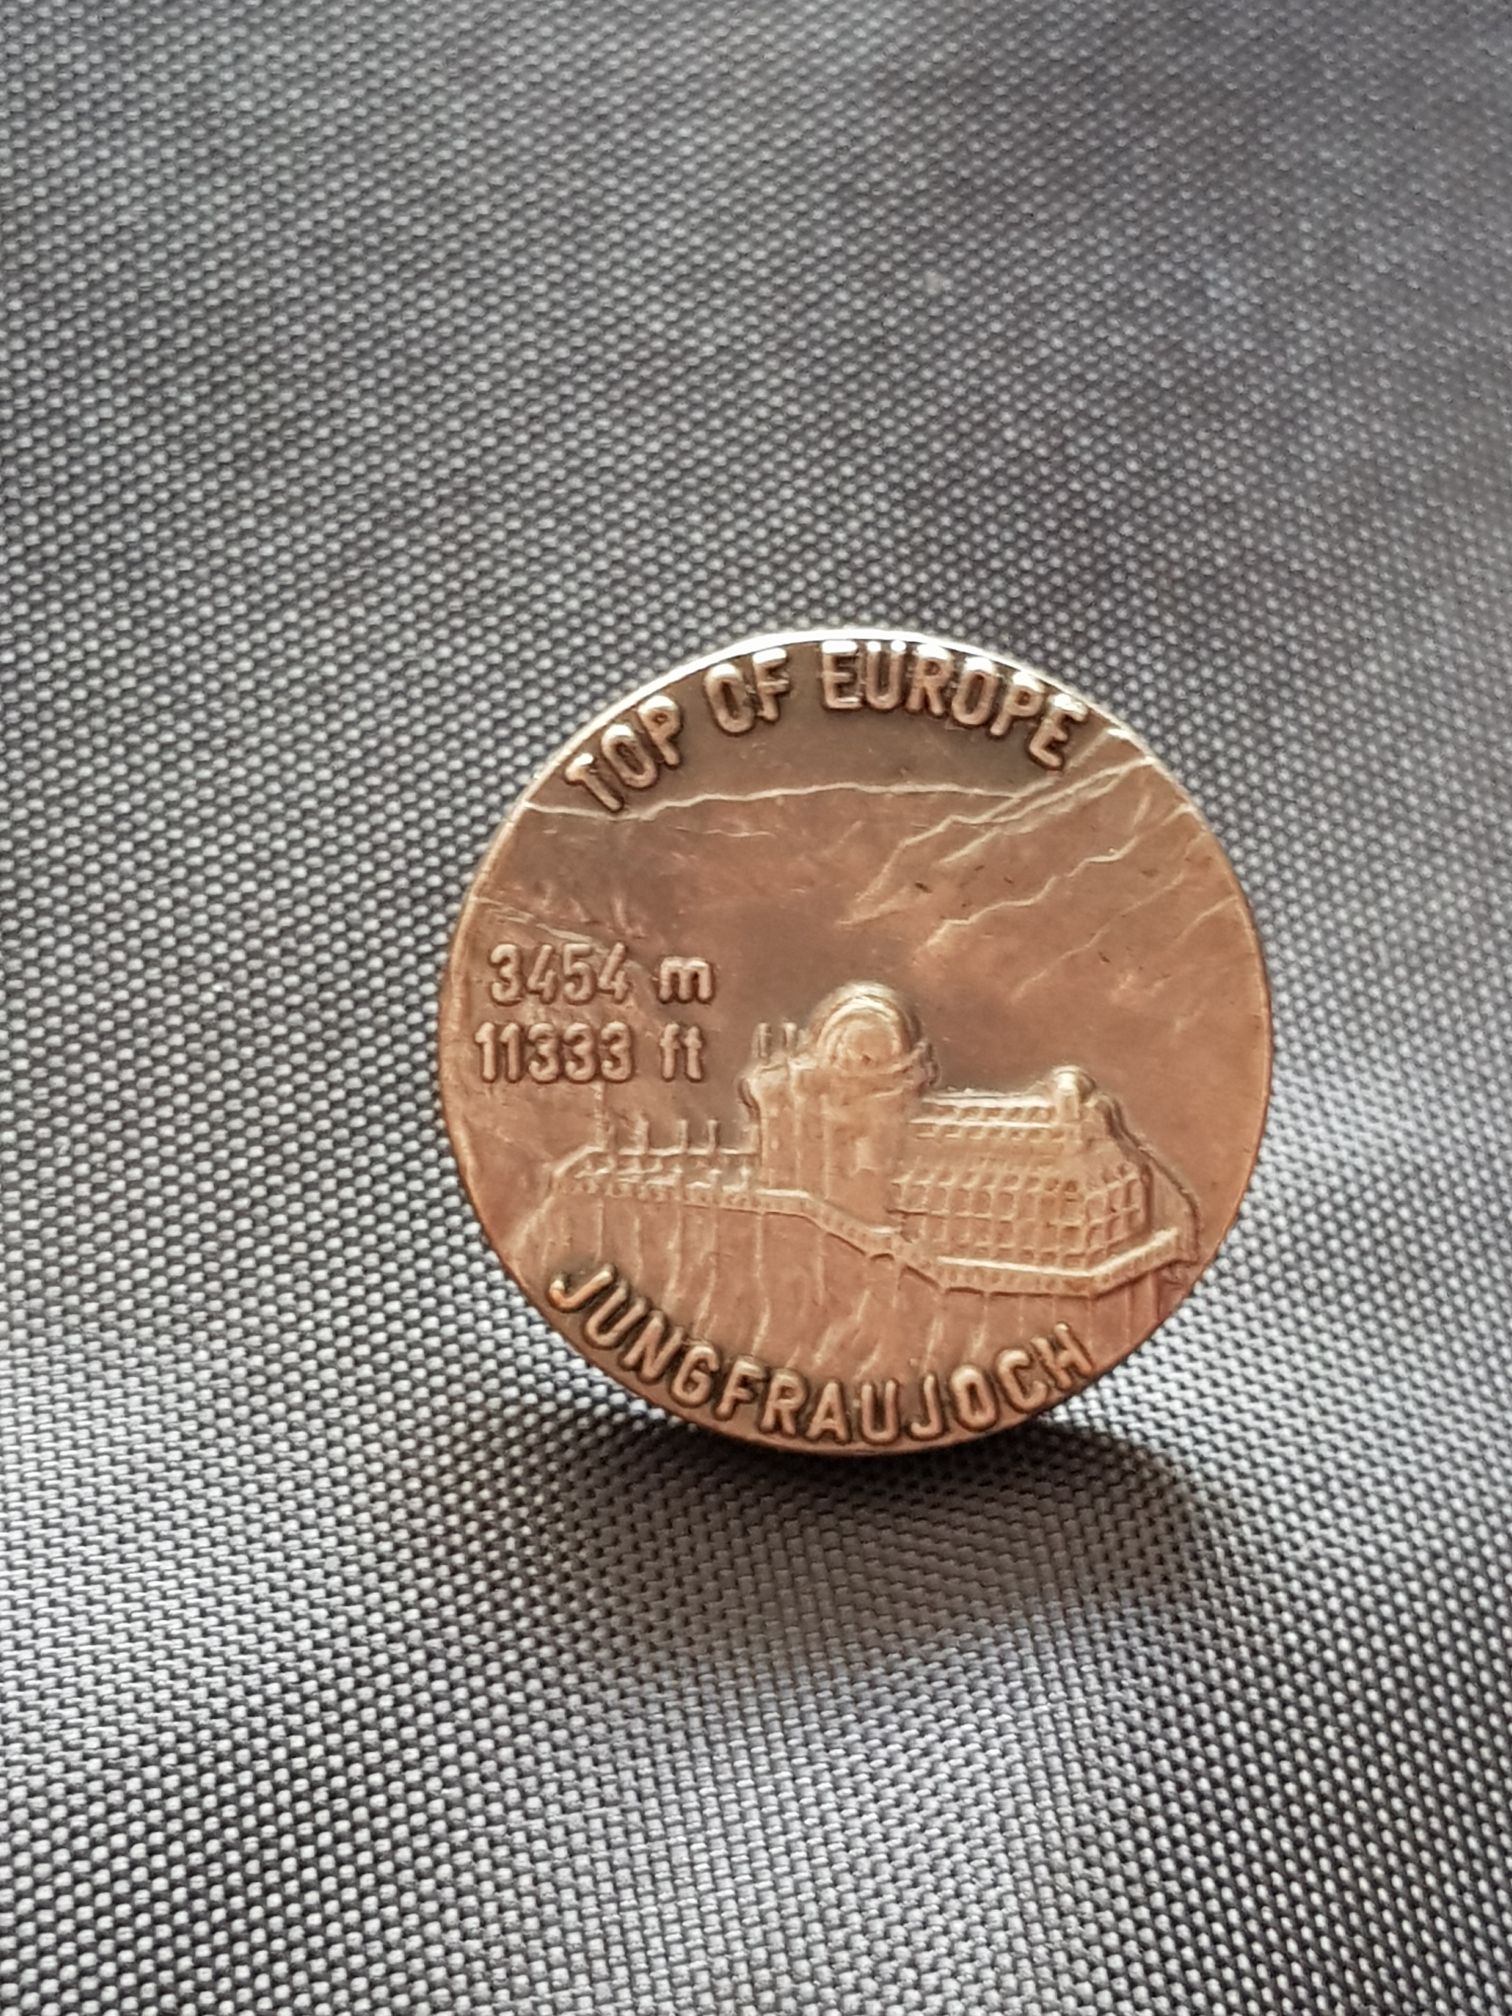 TOP OF EUROPE
3454 m
11333 ft
JUNGFRAUJOCH